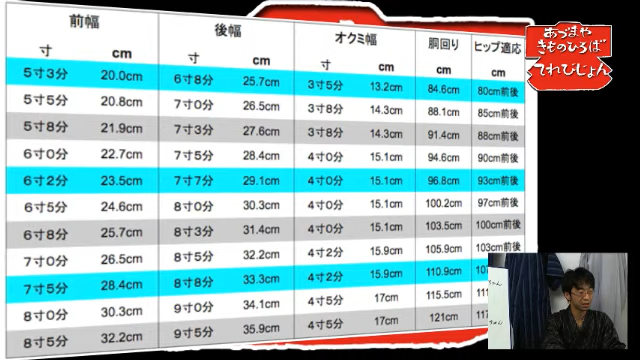 前幅 後幅 オクミ幅 胴回り ヒップ適応
寸 cm 寸 cm 寸 cm cm cm
5寸3分 20.0cm 6寸8分 25.7cm 3寸5分 13.2cm 84.6cm 80cm前後
5寸5分 20.8cm 7寸0分 26.5cm 3寸8分 14.3cm 88.1cm 85cm前後
5寸8分 21.9cm 7寸3分 27.6cm 3寸8分 14.3cm 91.4cm 88cm前後
6寸0分 22.7cm 7寸5分 28.4cm 4寸0分 15.1cm 94.6cm 90cm前後
6寸2分 23.5cm 7寸7分 29.1cm 4寸0分 15.1cm 96.8cm 93cm前後
6寸5分 24.6cm 8寸0分 30.3cm 4寸0分 15.1cm 100.2cm 97cm前後
6寸8分 25.7cm 8寸3分 31.4cm 4寸0分 15.1cm 103.5cm 100cm前後
7寸0分 26.5cm 8寸5分 32.2cm 4寸2分 15.9cm 105.9cm 103cm前後
7寸5分 28.4cm 8寸8分 33.3cm 4寸2分 15.9cm 110.9cm
8寸0分 30.3cm 9寸0分 34.1cm 4寸5分 17cm 115.5cm
8寸5分 32.2cm 9寸5分 35.9cm 4寸5分 17cm 121cm
あづまや
きものひろば
てれびじょん